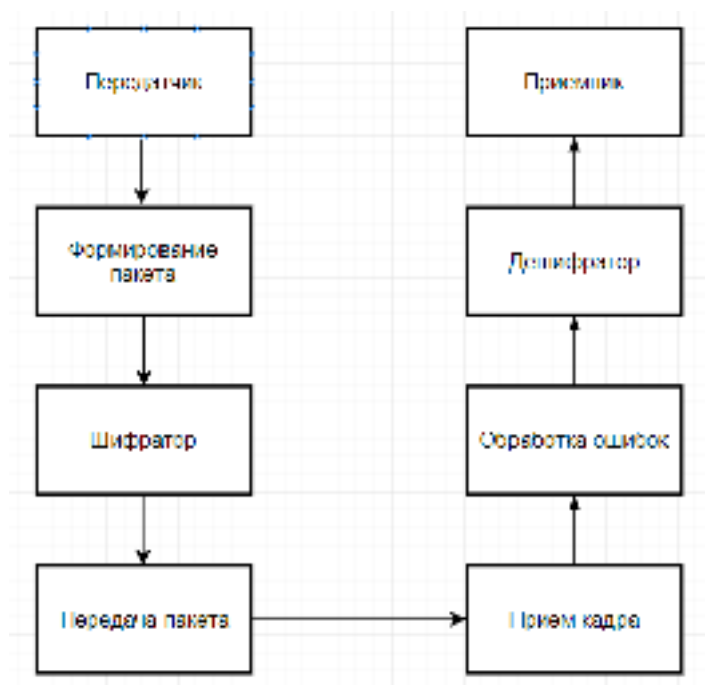 Передатчик
Приемник
Формирование
пакета
Дешифратор
Шифратор
Обработка ошибок
Передача пакета
Прием кадра